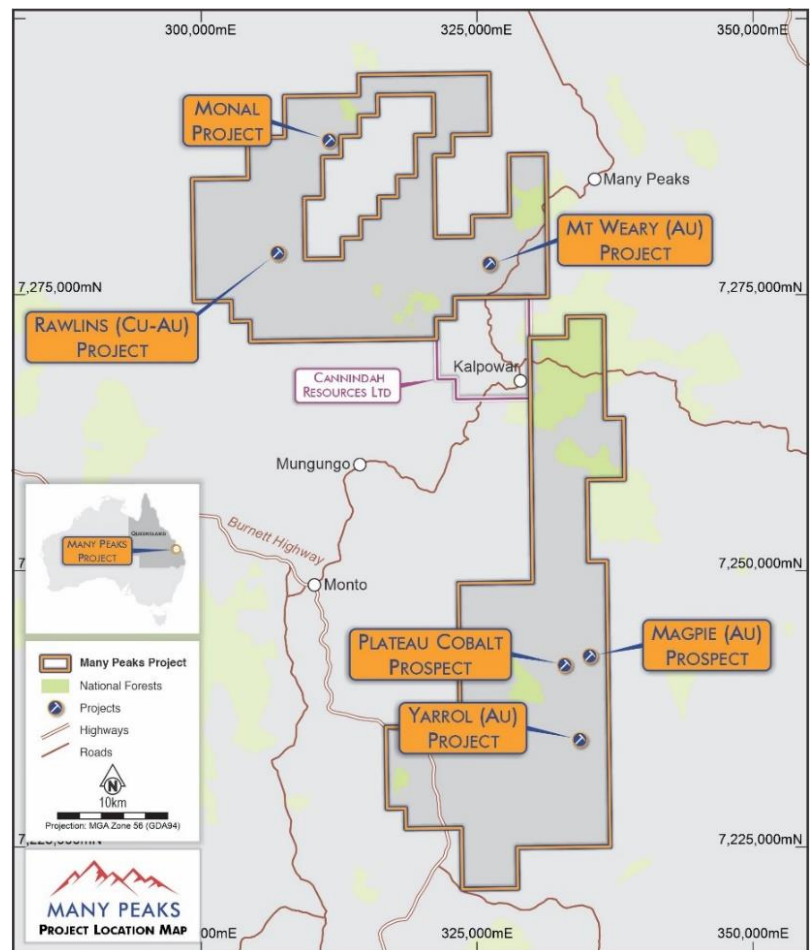 300,000mE
325,000mE
350,000mE
MONAL
PROJECT
Many Peaks
MT WEARY (AU)
PROJECT
7,275,000mN
7,275,000mN
RAWLINS (CU-AU)
PROJECT
CANNINDAH
RESOURCES LTD
Kalpowar
Mungungo
Burnett Highway
QUEENSLAND
MANY PEAKS
PROJECT
7,250,000mN
Monto
PLATEAU COBALT
PROSPECT
MAGPIE (AU)
PROSPECT
YARROL (AU)
PROJECT
Many Peaks Project
National Forests
Projects
Highways
Roads
N
10km
Projection: MGA Zone 56 (GDA94)
7,225,000mN
MANY PEAKS
PROJECT LOCATION MAP
325,000mE
350,000mE